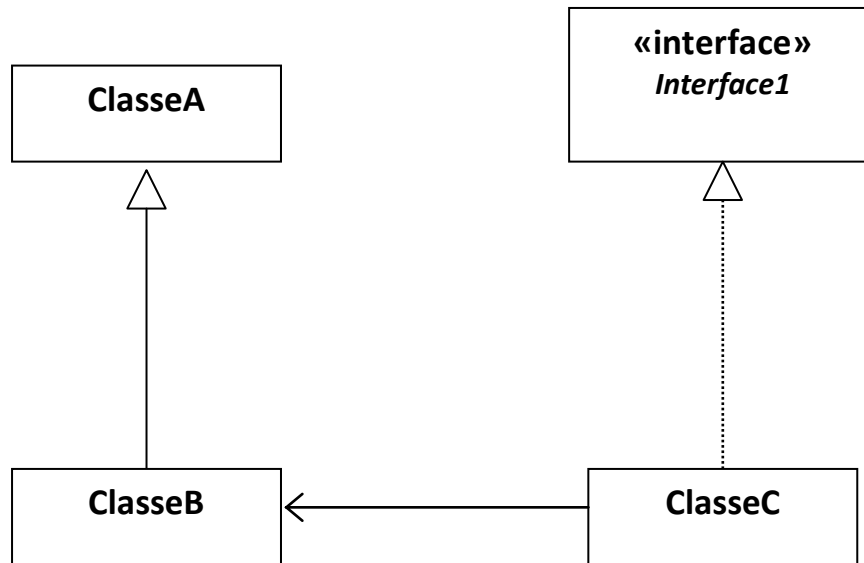 «interface»
Interface1
ClasseA
ClasseB
ClasseC